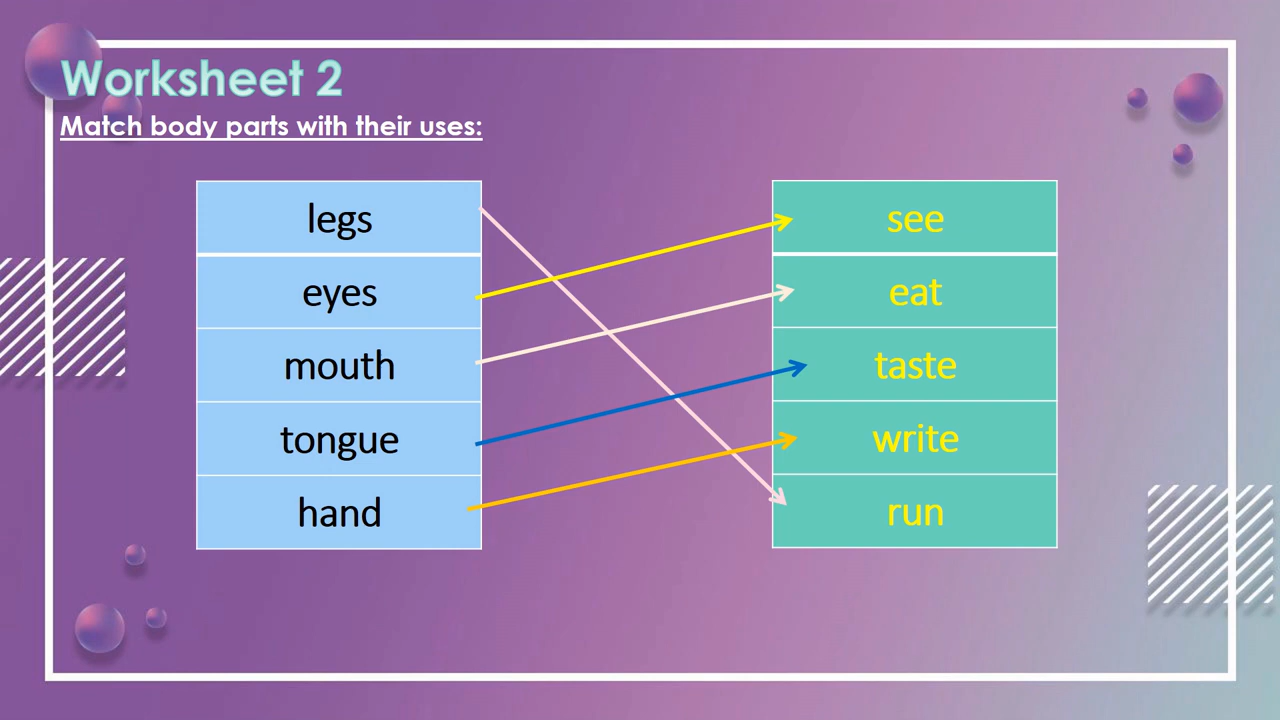 Worksheet 2
Match body parts with their uses:
legs see
eyes eat
mouth taste
tongue write
hand run